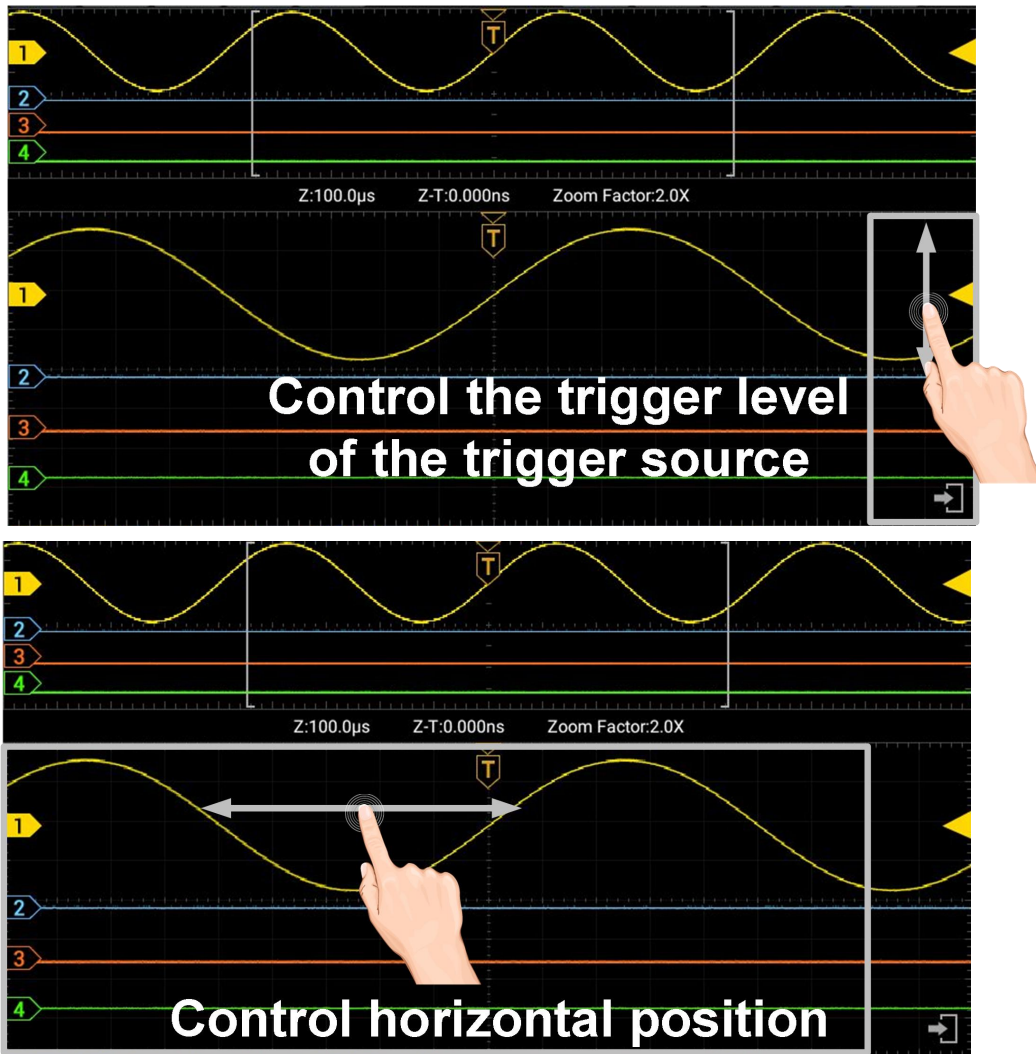 T
1
2
3
4
Z:100.0µs Z-T:0.000ns Zoom Factor:2.0X
T
1
2
Control the trigger level
3
of the trigger source
4
T
1
2
3
4
Z:100.0µs Z-T:0.000ns Zoom Factor:2.0X
T
1
2
3
4
Control horizontal position